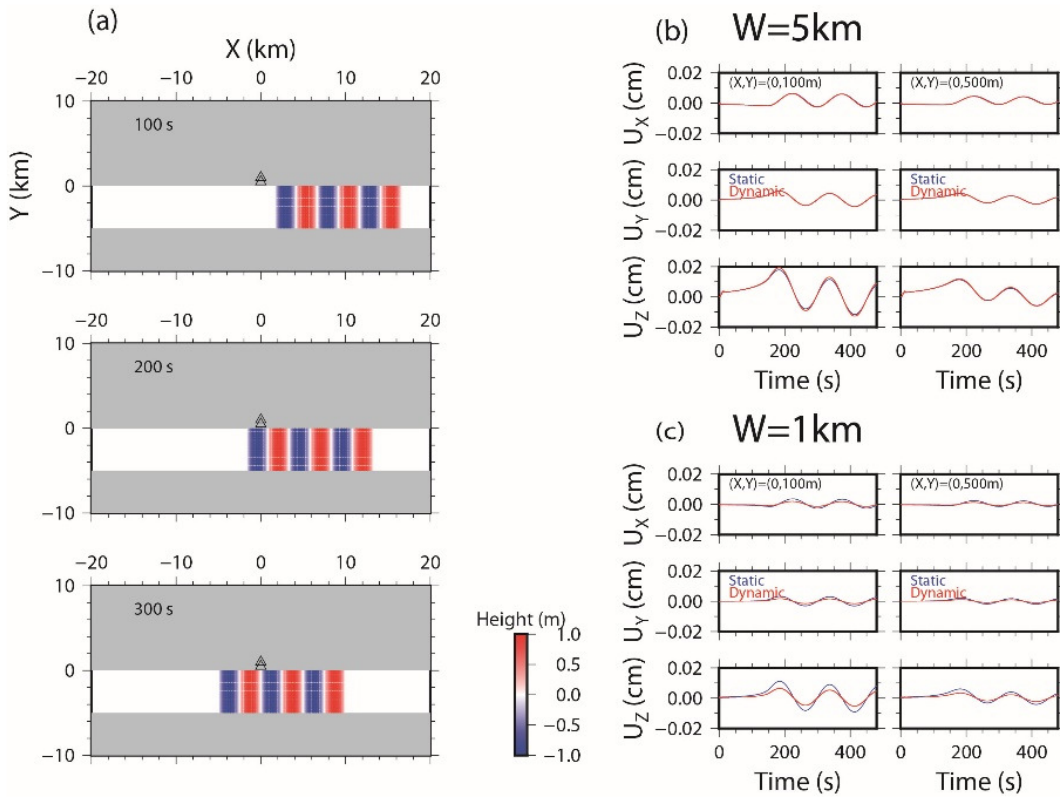 (a)
X (km)
−20 −10 0 10 20
10
0
−10
Y (km)
100 s
−20 −10 0 10 20
10
0
−10
200 s
−20 −10 0 10 20
10
0
−10
300 s
Height (m)
1.0
0.5
0.0
−0.5
−1.0
(b) W=5km
0.02
0.00
−0.02
UX (cm)
(X,Y)=(0,100m)
(X,Y)=(0,500m)
0.02
0.00
−0.02
UY (cm)
Static
Dynamic
Static
Dynamic
0.02
0.00
−0.02
UZ (cm)
0 200 400
0 200 400
Time (s)
Time (s)
(c) W=1km
0.02
0.00
−0.02
UX (cm)
(X,Y)=(0,100m)
(X,Y)=(0,500m)
0.02
0.00
−0.02
UY (cm)
Static
Dynamic
Static
Dynamic
0.02
0.00
−0.02
UZ (cm)
0 200 400
0 200 400
Time (s)
Time (s)